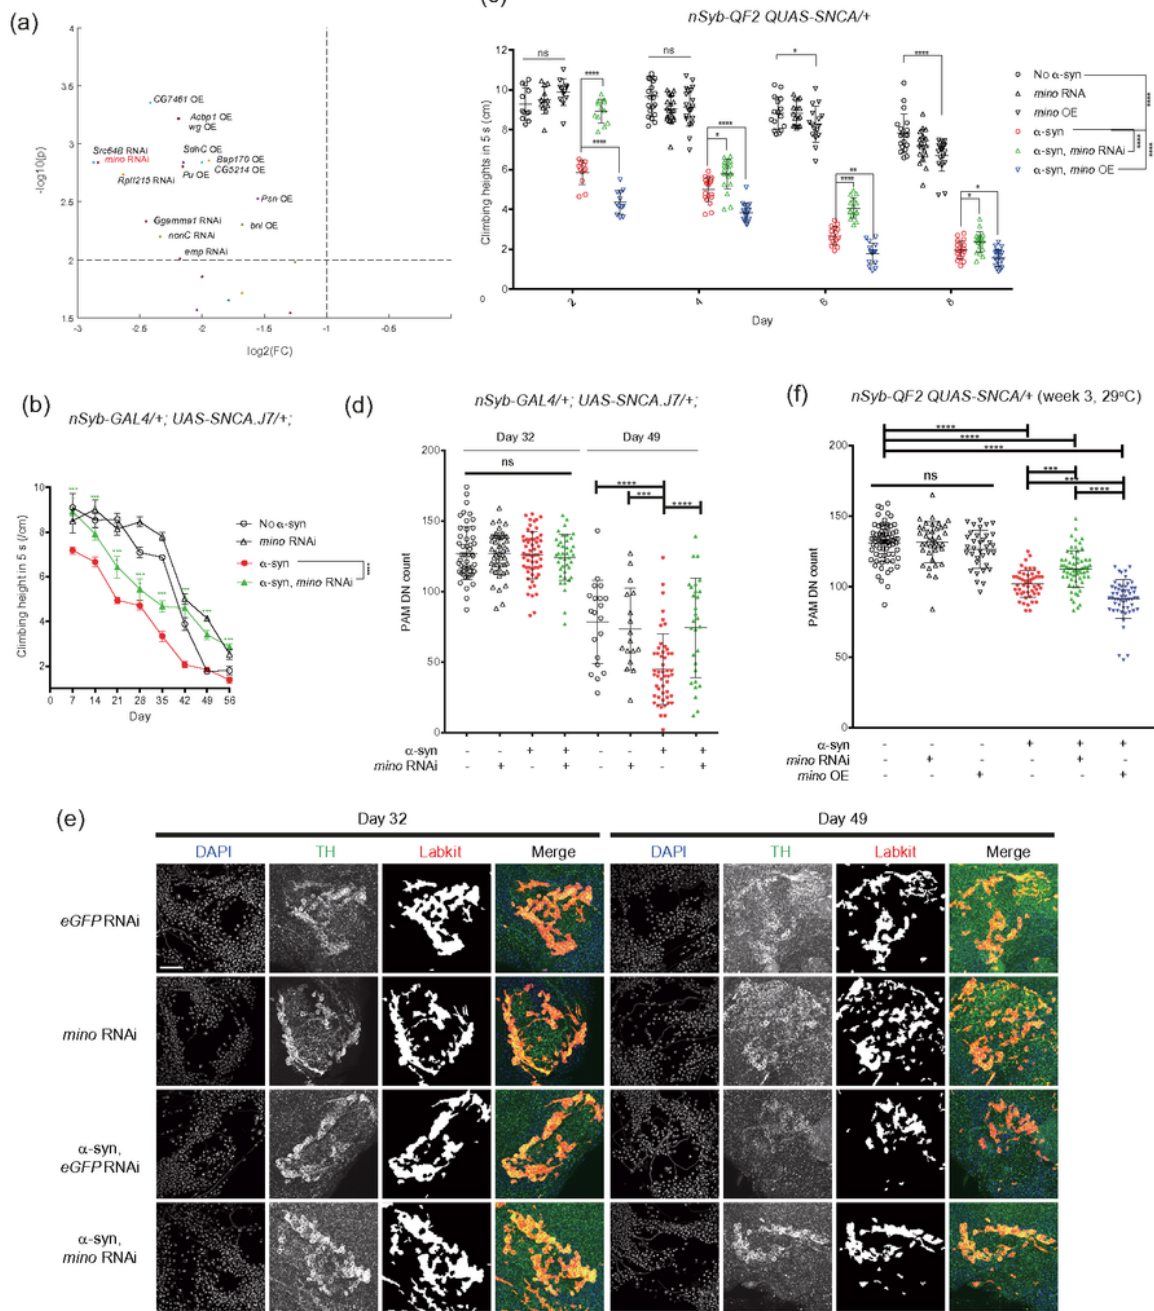 (a)
4
3.5
3
2.5
2
1.5
-log10(p)
CG7461 OE
Acbp1 OE
wg OE
Src64B RNAi
SdhC OE
mino RNAi
Bap170 OE
CG5214 OE
Pu OE
RpII215 RNAi
Psn OE
Ggamma1 RNAi
bnl OE
nonC RNAi
emp RNAi
-3
-2.5
-2
-1.5
-1
-0.5
0
log2(FC)
nSyb-QF2 QUAS-SNCA/+
Climbing heights in 5 s (cm)
12
10
8
6
4
2
0
ns
****
****
ns
*
****
*
****
**
****
*
*
2
4
6
8
Day
No α-syn
mino RNA
mino OE
α-syn
α-syn, mino RNAi
α-syn, mino OE
****
****
****
(b)
nSyb-GAL4/+; UAS-SNCA.J7/+;
Climbing height in 5 s (/cm)
10
8
6
4
2
0
7
14
21
28
35
42
49
56
Day
No α-syn
mino RNAi
α-syn
α-syn, mino RNAi
****
(d)
nSyb-GAL4/+; UAS-SNCA.J7/+;
Day 32
Day 49
ns
****
***
****
PAM DN count
200
150
100
50
0
α-syn - - + + - - + +
mino RNAi - + - + - + - +
(f)
nSyb-QF2 QUAS-SNCA/+ (week 3, 29°C)
****
****
****
ns
***
***
****
PAM DN count
200
150
100
50
0
α-syn - - - + + +
mino RNAi - + - - + -
mino OE - - + - - +
(e)
Day 32
Day 49
DAPI
TH
Labkit
Merge
DAPI
TH
Labkit
Merge
eGFP RNAi
mino RNAi
α-syn,
eGFP RNAi
α-syn,
mino RNAi